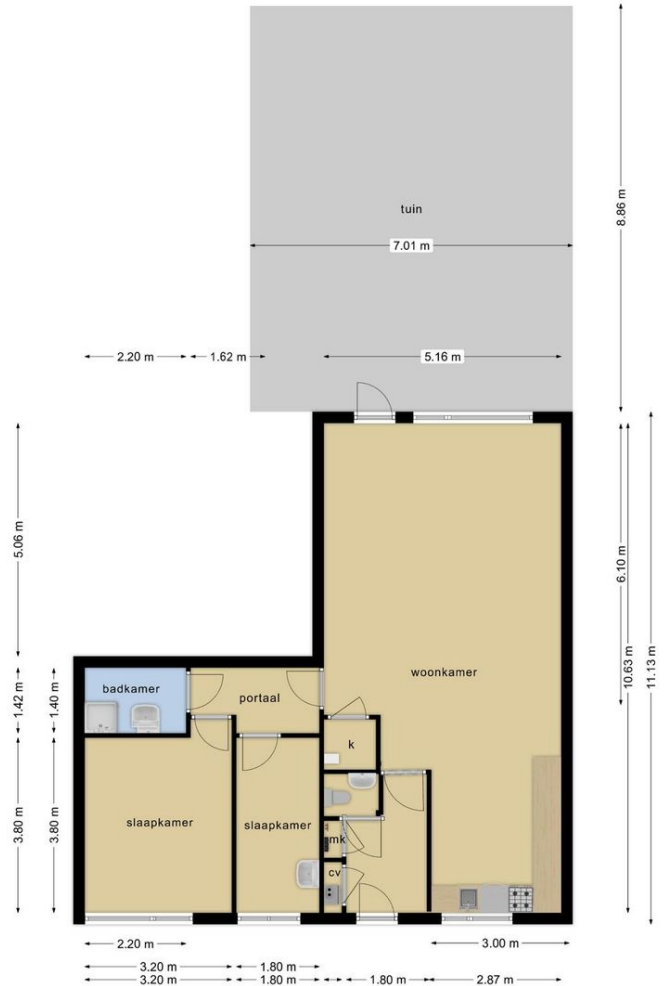 8.86 m
tuin
7.01 m
2.20 m
1.62 m
5.16 m
5.06 m
6.10 m
10.63 m
11.13 m
woonkamer
badkamer
portaal
1.42 m
1.40 m
k
3.80 m
3.80 m
slaapkamer
slaapkamer
mk
cv
2.20 m
3.00 m
3.20 m
1.80 m
3.20 m
1.80 m
1.80 m
2.87 m